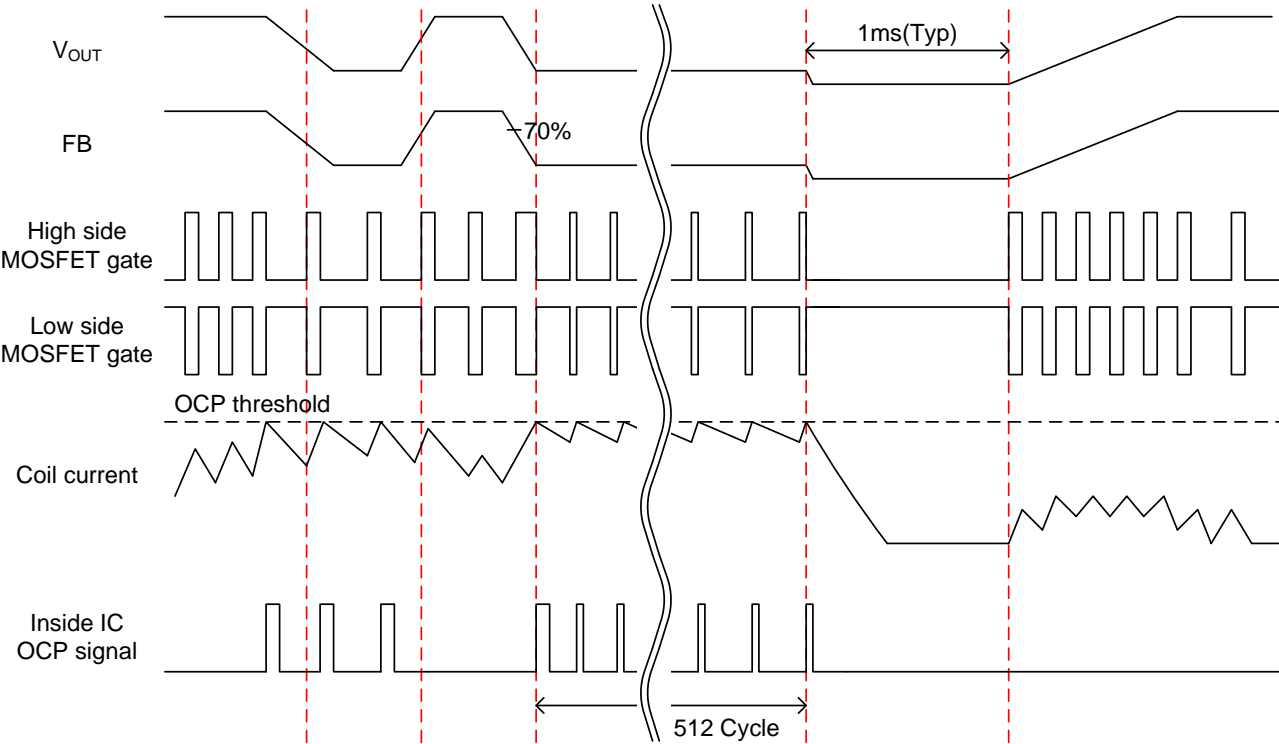 1ms(Typ)
VOUT
FB
−70%
High side
MOSFET gate
Low side
MOSFET gate
OCP threshold
Coil current
Inside IC
OCP signal
512 Cycle